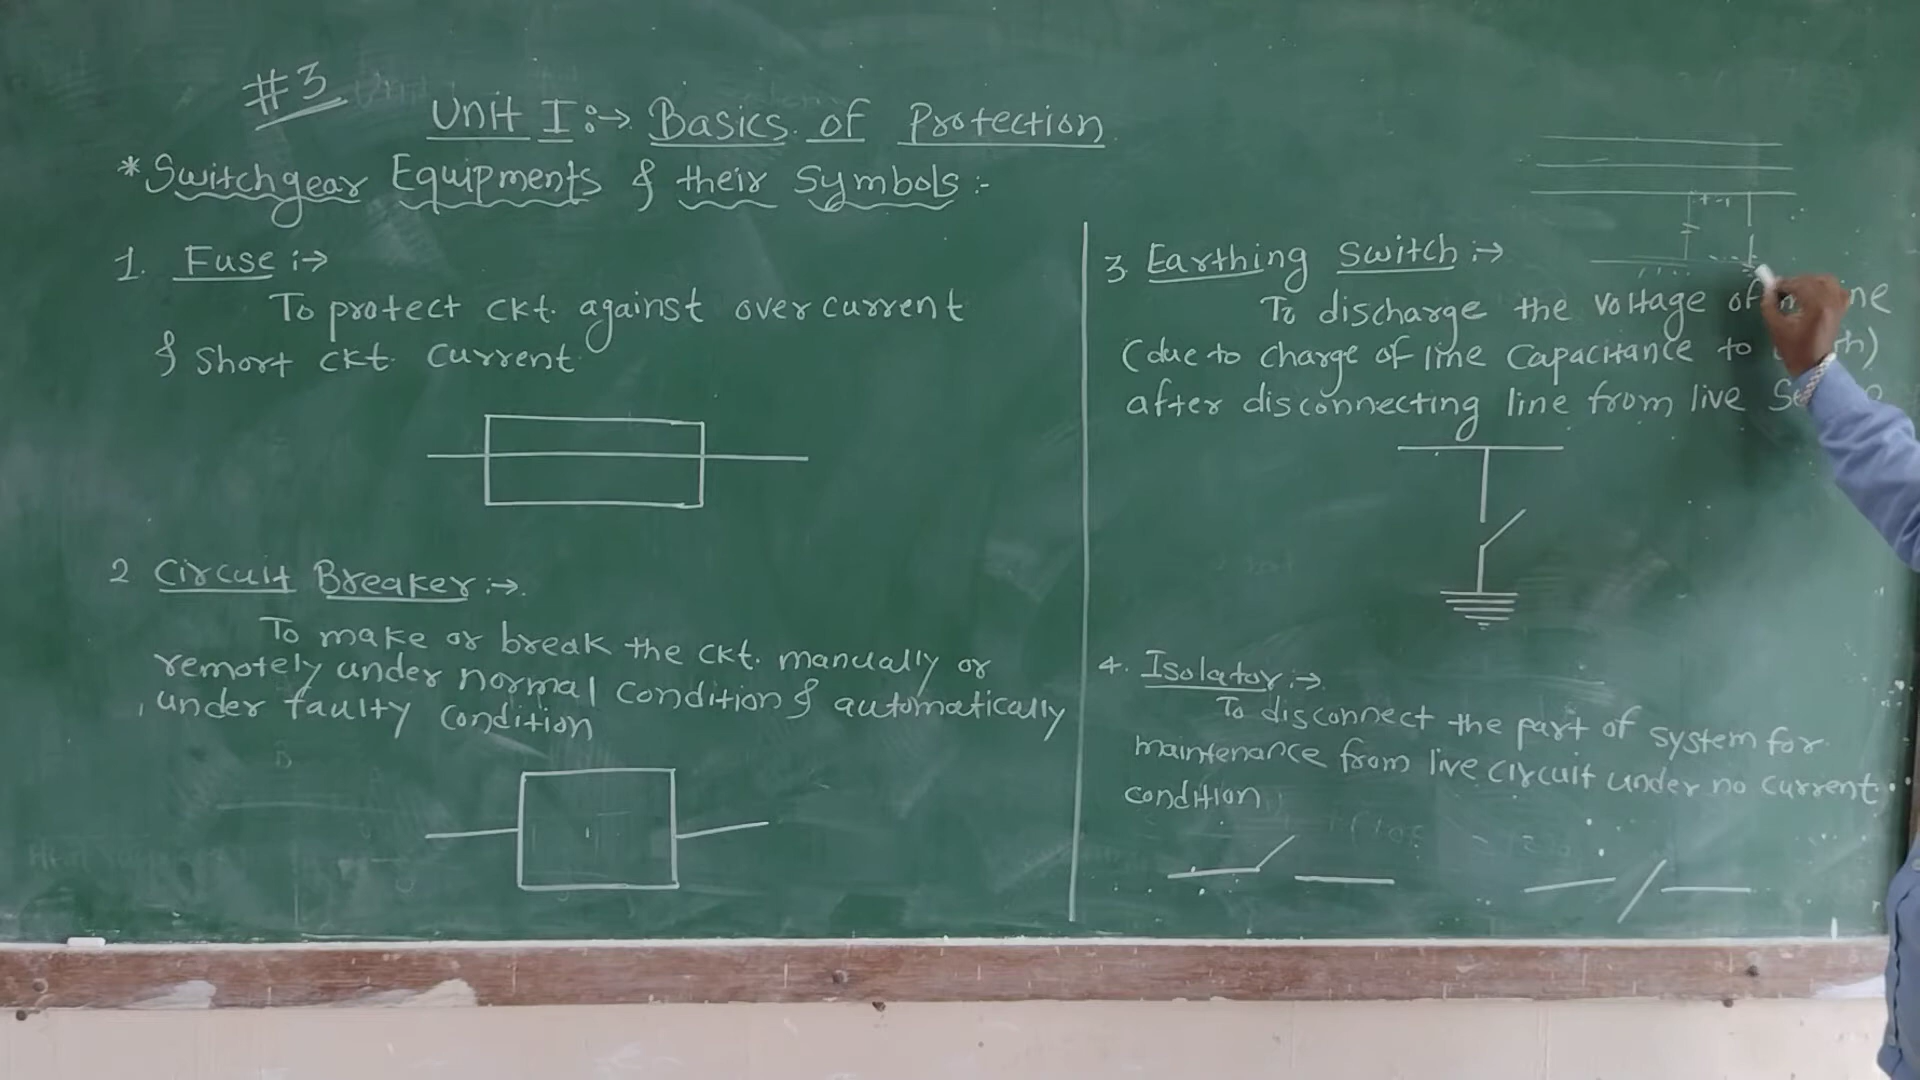 #3
Unit I :→ Basics of Protection
* Switchgear Equipments & their Symbols :-
1. Fuse :→
To protect ckt. against over current
& Short ckt. Current
2 Circuit Breaker :→
To make or break the ckt. manually or
remotely under normal condition & automatically
under faulty condition
3. Earthing Switch :→
To discharge the voltage of
(due to charge of line Capacitance to
after disconnecting line from live
4. Isolator :→
To disconnect the part of system for
maintenance from live circuit under no current
condition